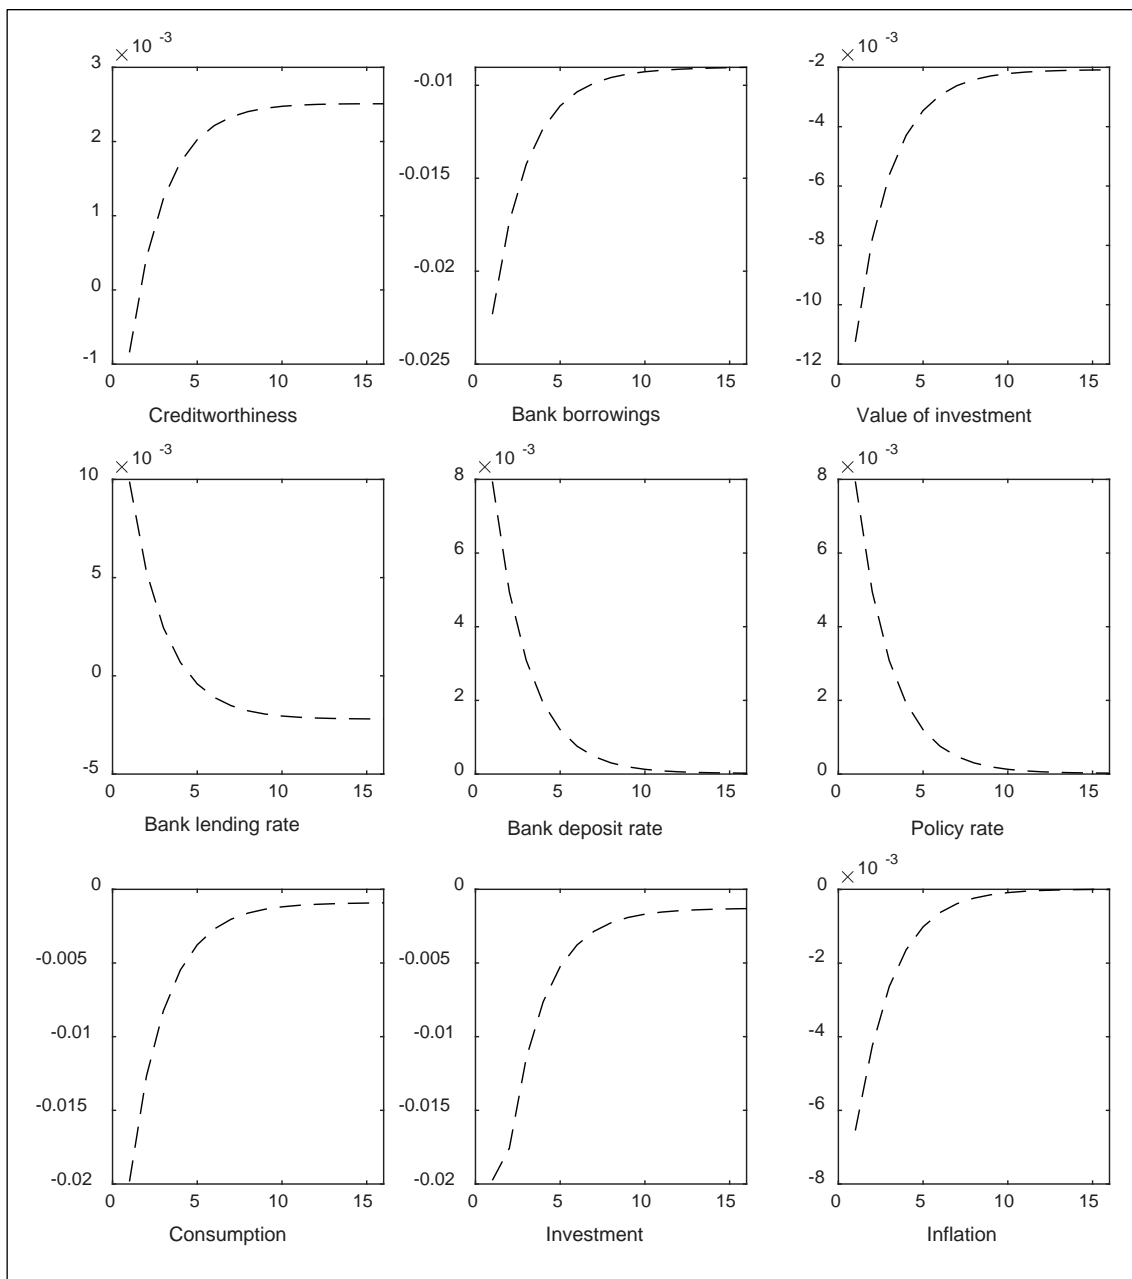 × 10 -3 × 10 -3
3 -2
-0.01
2 -4
-0.015
1 -6
-0.02 -8
0 -10
-1 -0.025 -12
0 5 10 15 0 5 10 15 0 5 10 15
Creditworthiness Bank borrowings Value of investment
× 10 -3 × 10 -3 × 10 -3
10 8 8
5 6 6
4 4
0 2 2
-5 0 0
0 5 10 15 0 5 10 15 0 5 10 15
Bank lending rate Bank deposit rate Policy rate
× 10 -3
0 0 0
-0.005 -0.005 -2
-0.01 -0.01 -4
-0.015 -0.015 -6
-0.02 -0.02 -8
0 5 10 15 0 5 10 15 0 5 10 15
Consumption Investment Inflation